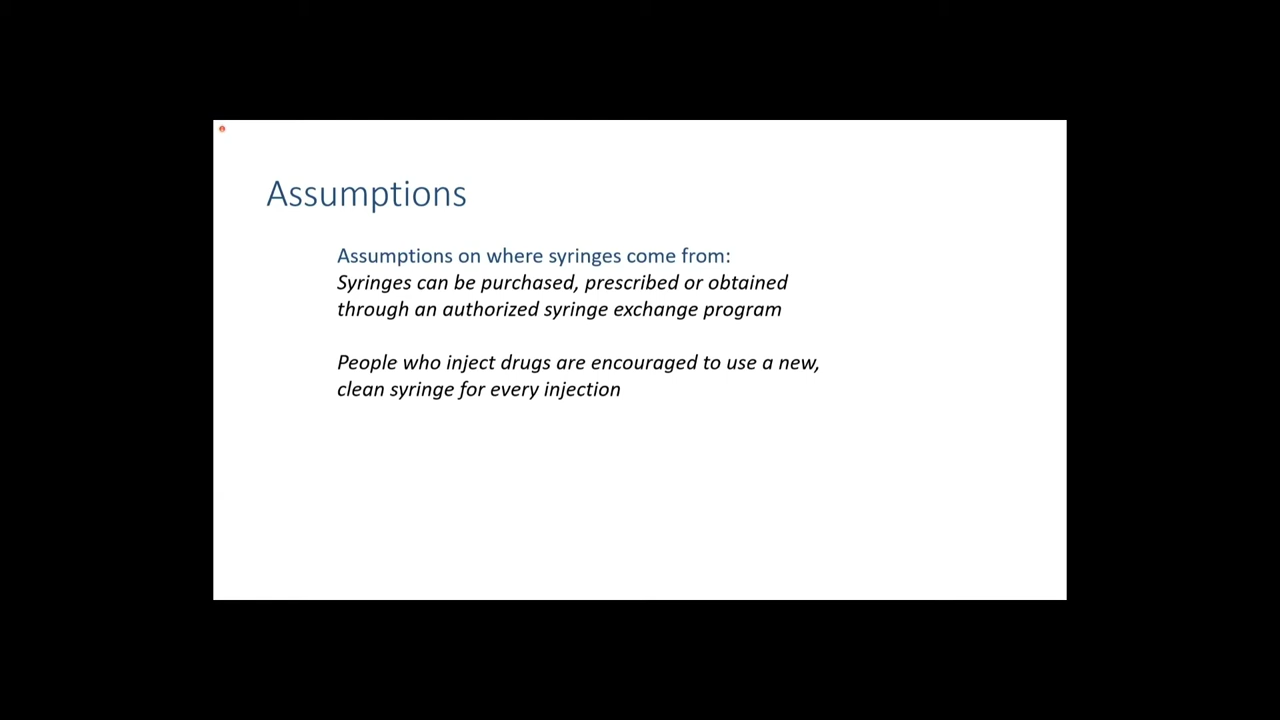 Assumptions
Assumptions on where syringes come from:
Syringes can be purchased, prescribed or obtained
through an authorized syringe exchange program
People who inject drugs are encouraged to use a new,
clean syringe for every injection